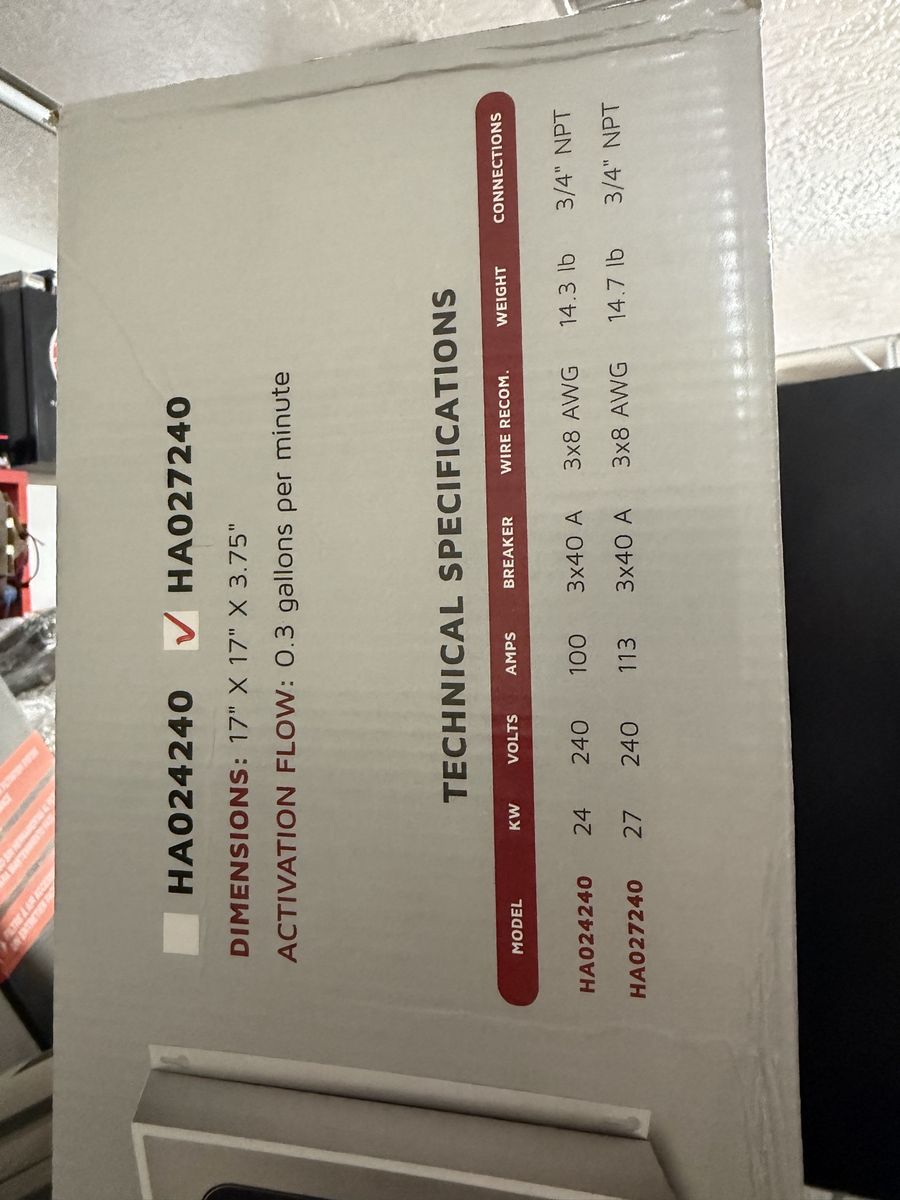 HA024240 ✓ HA027240
DIMENSIONS: 17" X 17" X 3.75"
ACTIVATION FLOW: 0.3 gallons per minute
TECHNICAL SPECIFICATIONS
MODEL KW VOLTS AMPS BREAKER WIRE RECOM. WEIGHT CONNECTIONS
HA024240 24 240 100 3x40 A 3x8 AWG 14.3 lb 3/4" NPT
HA027240 27 240 113 3x40 A 3x8 AWG 14.7 lb 3/4" NPT